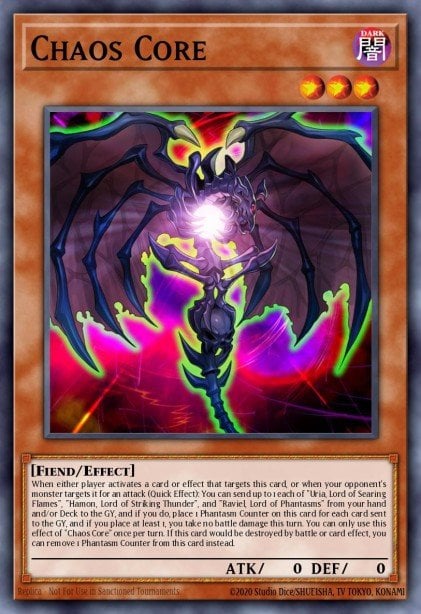 CHAOS CORE
DARK
闇
[FIEND/EFFECT]
When either player activates a card or effect that targets this card, or when your opponent's
monster targets it for an attack (Quick Effect): You can send up to 1 each of "Uria, Lord of Searing
Flames", "Hamon, Lord of Striking Thunder", and "Raviel, Lord of Phantasms" from your hand
and/or Deck to the GY, and if you do, place 1 Phantasm Counter on this card for each card sent
to the GY, and if you place at least 1, you take no battle damage this turn. You can only use this
effect of "Chaos Core" once per turn. If this card would be destroyed by battle or card effect, you
can remove 1 Phantasm Counter from this card instead.
ATK/ 0 DEF/ 0
Replica - Not For Use in Sanctioned Tournaments
©2020 Studio Dice/SHUEISHA, TV TOKYO, KONAMI